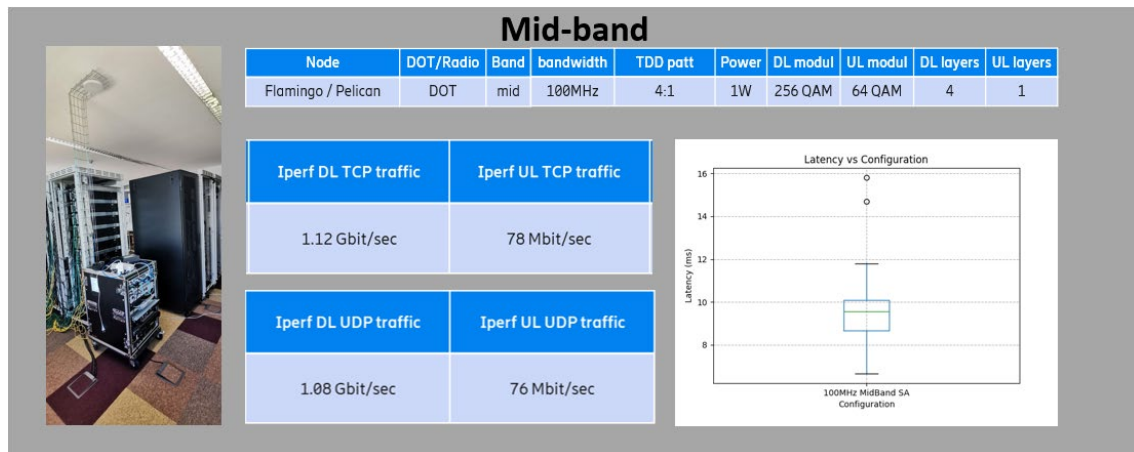 Mid-band
Node DOT/Radio Band bandwidth TDD patt Power DL modul UL modul DL layers UL layers
Flamingo / Pelican DOT mid 100MHz 4:1 1W 256 QAM 64 QAM 4 1
Iperf DL TCP traffic Iperf UL TCP traffic
1.12 Gbit/sec 78 Mbit/sec
Iperf DL UDP traffic Iperf UL UDP traffic
1.08 Gbit/sec 76 Mbit/sec
Latency vs Configuration
Latency (ms)
16
14
12
10
8
100MHz MidBand SA
Configuration